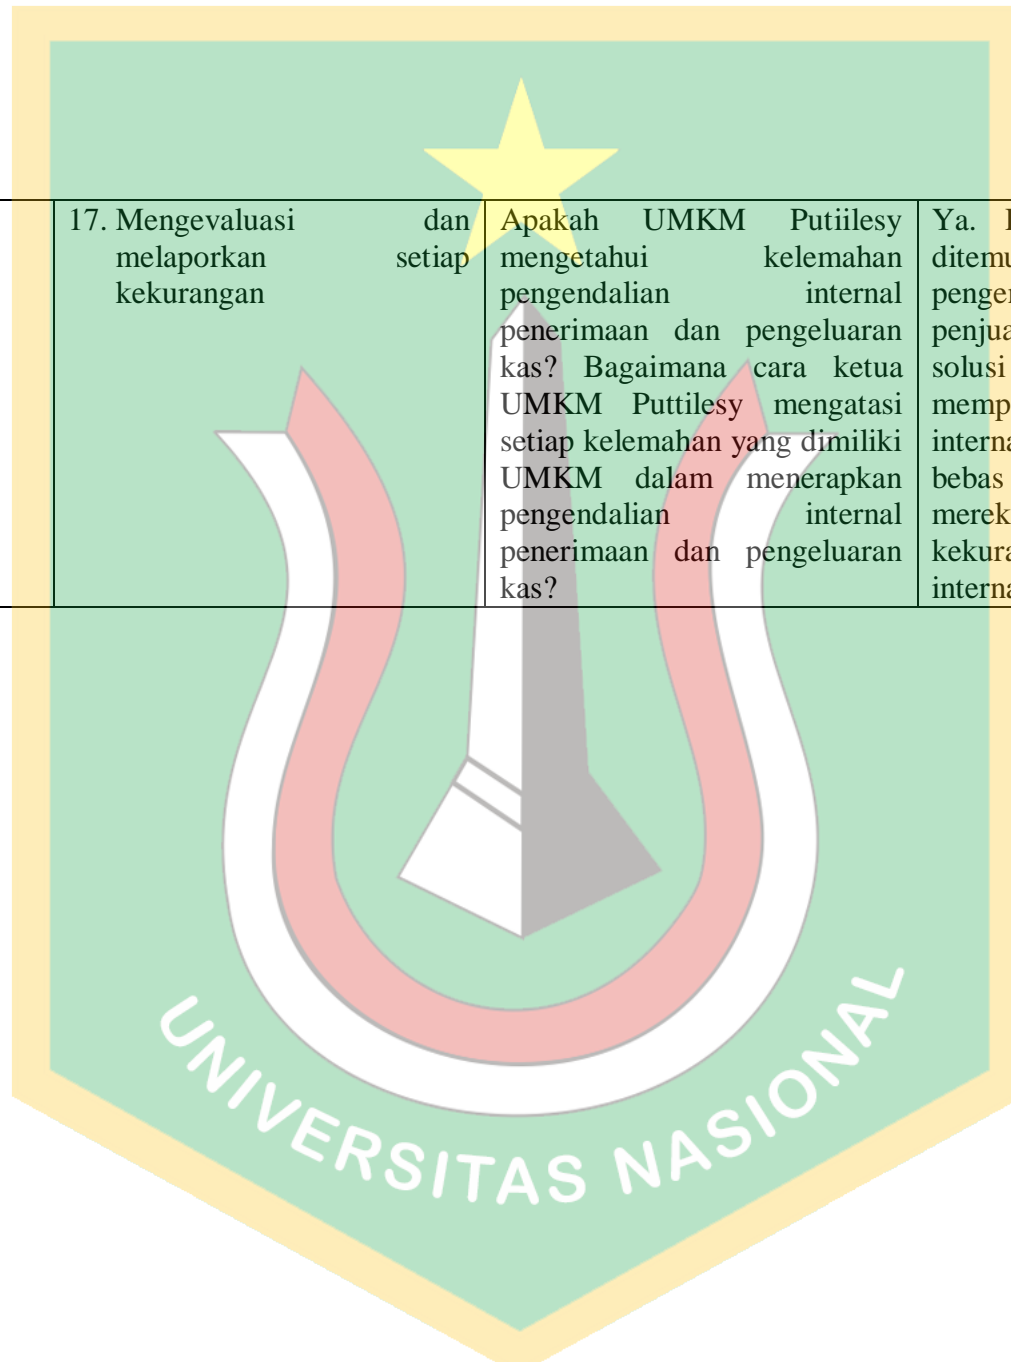 17. Mengevaluasi dan
melaporkan setiap
kekurangan
Apakah UMKM Putiilesy
mengetahui kelemahan
pengendalian internal
penerimaan dan pengeluaran
kas? Bagaimana cara ketua
UMKM Puttilesy mengatasi
setiap kelemahan yang dimiliki
UMKM dalam menerapkan
pengendalian internal
penerimaan dan pengeluaran
kas?
Ya.
solusi
bebas
UNIVERSITAS NASIONAL